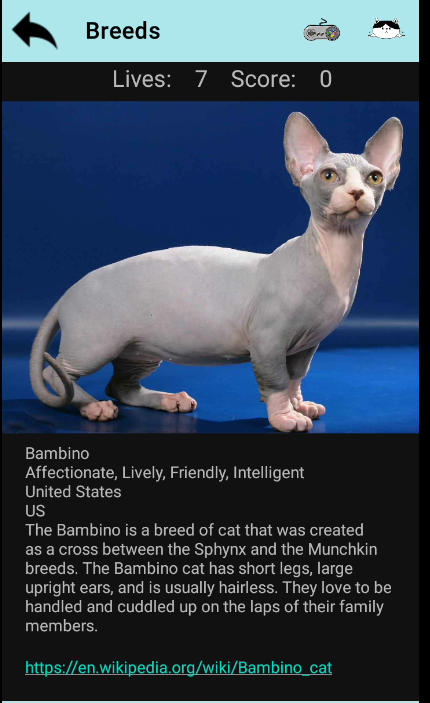 Breeds
Lives: 7 Score: 0
Bambino
Affectionate, Lively, Friendly, Intelligent
United States
US
The Bambino is a breed of cat that was created
as a cross between the Sphynx and the Munchkin
breeds. The Bambino cat has short legs, large
upright ears, and is usually hairless. They love to be
handled and cuddled up on the laps of their family
members.
https://en.wikipedia.org/wiki/Bambino_cat